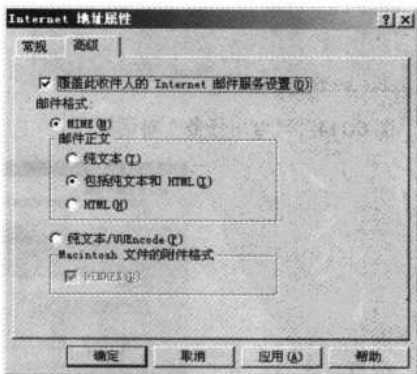 Internet 地址属性
常规 高级
覆盖此收件人的 Internet 邮件服务设置(O)
邮件格式:
MIME(M)
邮件正文
纯文本(T)
包括纯文本和 HTML(I)
HTML(H)
纯文本/UUEncode(P)
Macintosh 文件的附件格式
BINHEX(B)
确定 取消 应用(A) 帮助